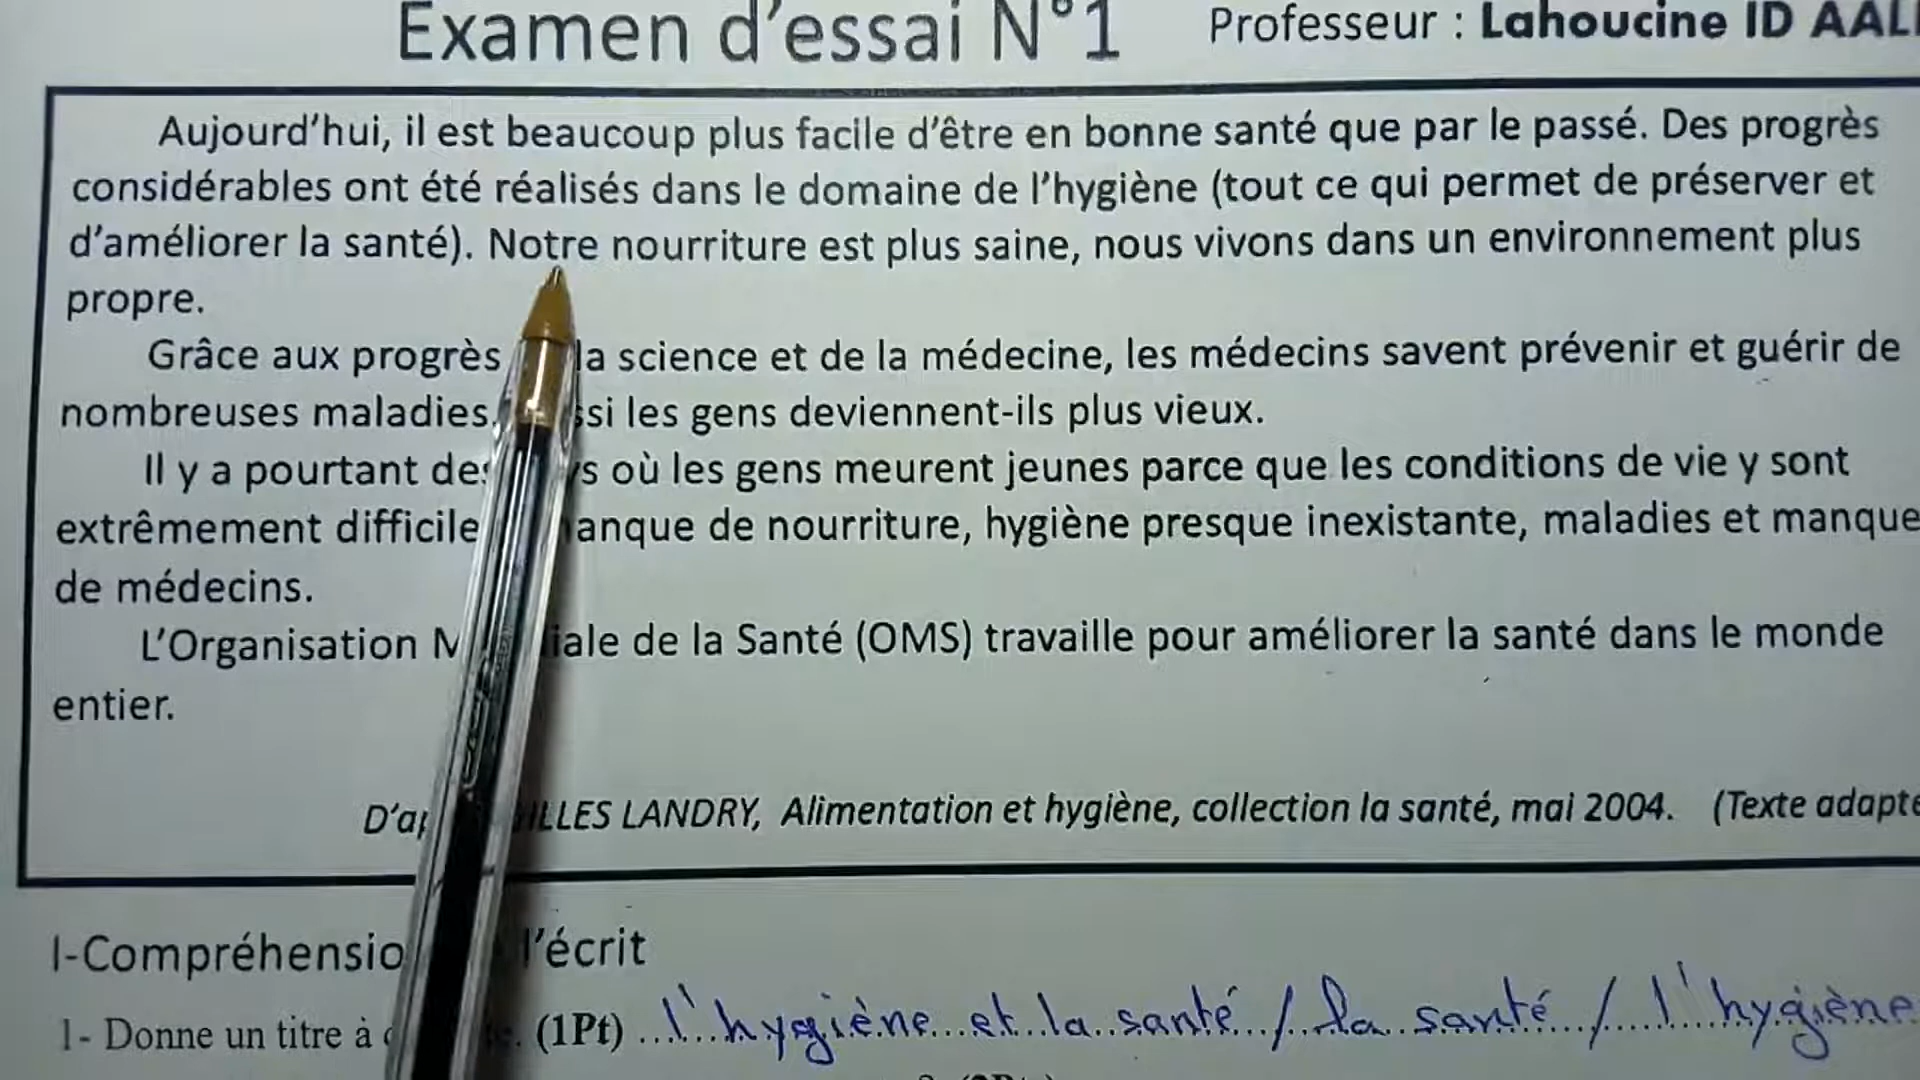 Examen d'essai N°1 Professeur : Lahoucine ID
Aujourd'hui, il est beaucoup plus facile d'être en bonne santé que par le passé. Des progrès
considérables ont été réalisés dans le domaine de l'hygiène (tout ce qui permet de préserver et
d'améliorer la santé). Notre nourriture est plus saine, nous vivons dans un environnement plus
propre.
Grâce aux progrès la science et de la médecine, les médecins savent prévenir et guérir de
nombreuses maladies, les gens deviennent-ils plus vieux.
Il y a pourtant où les gens meurent jeunes parce que les conditions de vie y sont
extrêmement de nourriture, hygiène presque inexistante, maladies et manque
de médecins.
L'Organisation de la Santé (OMS) travaille pour améliorer la santé dans le monde
entier.
LANDRY, Alimentation et hygiène, collection la santé, mai 2004. (Texte
l'écrit
1- Donne un titre à (1Pt) l'hygiène et la santé / la santé / l'hygiène